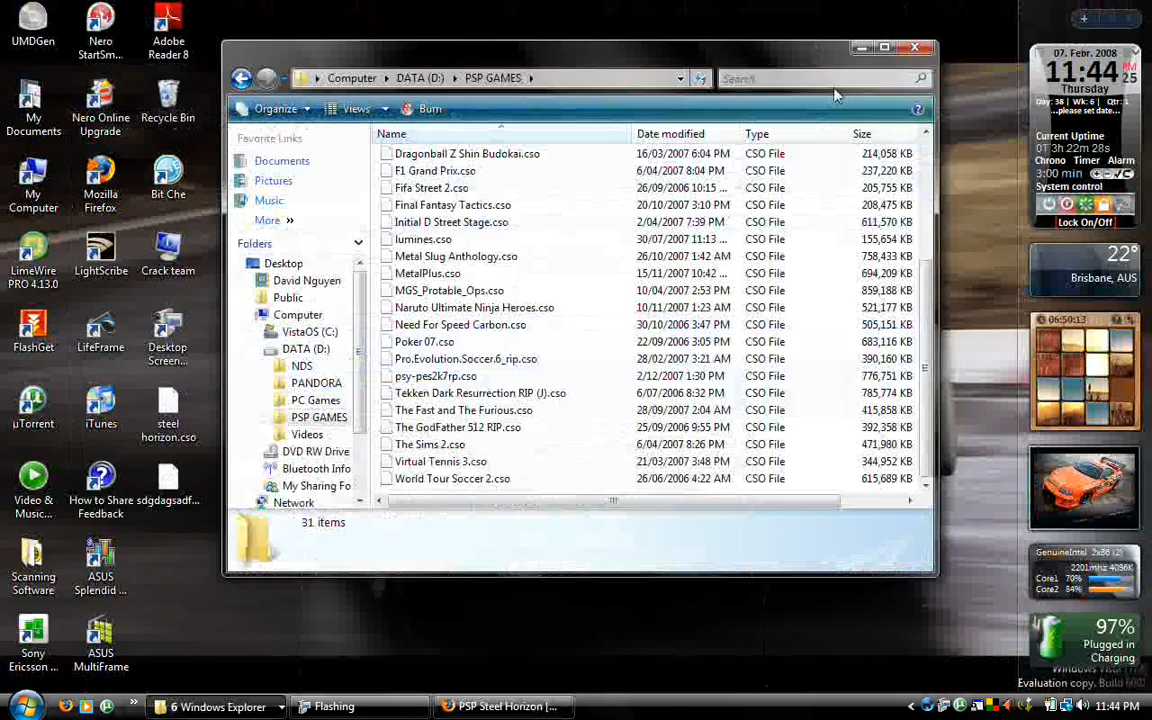 UMDGen
Nero StartSm...
Adobe Reader 8
My Documents
Nero Online Upgrade
Recycle Bin
My Computer
Mozilla Firefox
Bit Che
LimeWire PRO 4.13.0
LightScribe
Crack team
FlashGet
LifeFrame
Desktop Screen...
µTorrent
iTunes
steel horizon.cso
Video & Music...
How to Share Feedback
sdgdagsadf...
Scanning Software
ASUS Splendid ...
Sony Ericsson ...
ASUS MultiFrame
Computer
DATA (D:)
PSP GAMES
Search
Organize
Views
Burn
Favorite Links
Documents
Pictures
Music
More »
Folders
Desktop
David Nguyen
Public
Computer
VistaOS (C:)
DATA (D:)
NDS
PANDORA
PC Games
PSP GAMES
Videos
DVD RW Drive
Bluetooth Info
My Sharing Fo
Network
Name Date modified Type Size
Dragonball Z Shin Budokai.cso 16/03/2007 6:04 PM CSO File 214,058 KB
F1 Grand Prix.cso 6/04/2007 8:04 PM CSO File 237,220 KB
Fifa Street 2.cso 26/09/2006 10:15 ... CSO File 205,755 KB
Final Fantasy Tactics.cso 20/10/2007 3:10 PM CSO File 208,475 KB
Initial D Street Stage.cso 2/04/2007 7:39 PM CSO File 611,570 KB
lumines.cso 30/07/2007 11:13 ... CSO File 155,654 KB
Metal Slug Anthology.cso 26/10/2007 1:42 AM CSO File 758,433 KB
MetalPlus.cso 15/11/2007 10:42 ... CSO File 694,209 KB
MGS_Protable_Ops.cso 10/04/2007 2:53 PM CSO File 859,188 KB
Naruto Ultimate Ninja Heroes.cso 10/11/2007 1:23 AM CSO File 521,177 KB
Need For Speed Carbon.cso 30/10/2006 3:47 PM CSO File 505,151 KB
Poker 07.cso 22/09/2006 3:05 PM CSO File 683,116 KB
Pro.Evolution.Soccer.6_rip.cso 28/02/2007 3:21 AM CSO File 390,160 KB
psy-pes2k7rp.cso 2/12/2007 1:30 PM CSO File 776,751 KB
Tekken Dark Resurrection RIP (J).cso 6/07/2006 8:32 PM CSO File 785,774 KB
The Fast and The Furious.cso 28/09/2007 2:04 AM CSO File 415,858 KB
The GodFather 512 RIP.cso 25/09/2006 9:55 PM CSO File 392,358 KB
The Sims 2.cso 6/04/2007 8:26 PM CSO File 471,980 KB
Virtual Tennis 3.cso 21/03/2007 3:48 PM CSO File 344,952 KB
World Tour Soccer 2.cso 26/06/2006 4:22 AM CSO File 615,689 KB
31 items
07. Febr. 2008
11:44 PM 25
Thursday
Day: 38 | Wk: 6 | Qtr: 1
...please set date...
Current Uptime
0T 3h 22m 28s
Chrono Timer Alarm
3:00 min
System control
Lock On/Off
22°
Brisbane, AUS
06:50:13
GenuineIntel 2x86 (2)
2201mhz 4096K
Core1 70%
Core2 84%
97%
Plugged in
Charging
Evaluation copy.
6 Windows Explorer
Flashing
PSP Steel Horizon |...
11:44 PM